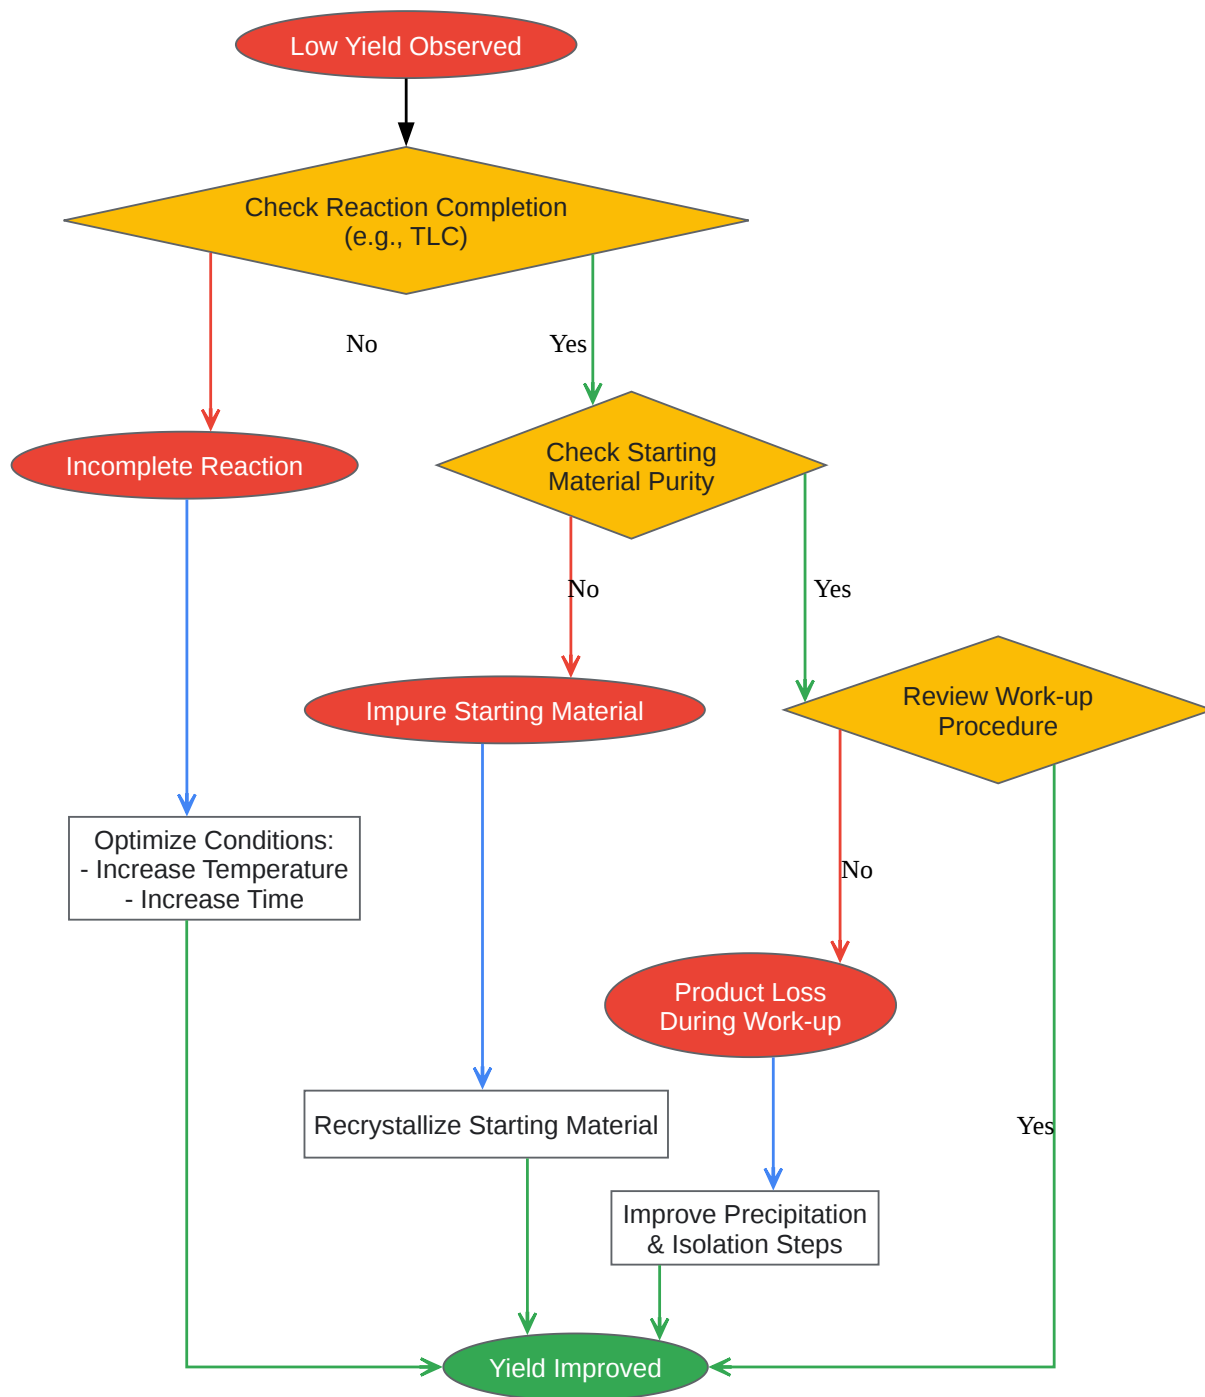 Low Yield Observed
Check Reaction Completion
(e.g., TLC)
No
Yes
Incomplete Reaction
Check Starting
Material Purity
No
Yes
Impure Starting Material
Review Work-up
Procedure
Optimize Conditions:
- Increase Temperature
- Increase Time
No
Product Loss
During Work-up
Recrystallize Starting Material
Yes
Improve Precipitation
& Isolation Steps
Yield Improved